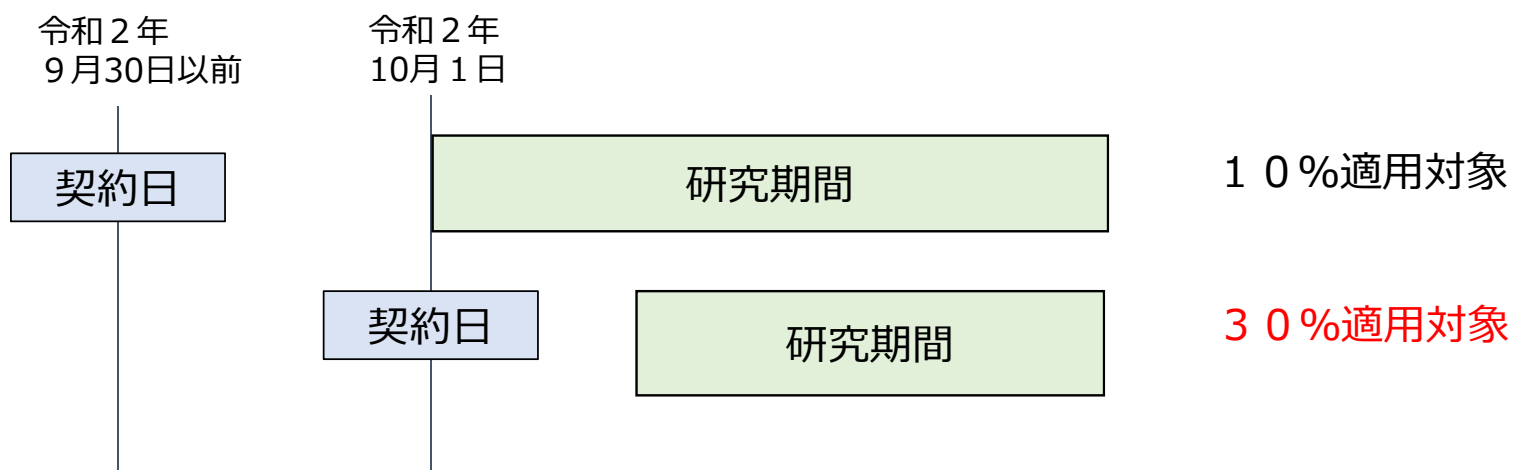 令和２年
９月30日以前
令和２年
10月１日
契約日
研究期間
１０%適用対象
契約日
研究期間
３０%適用対象